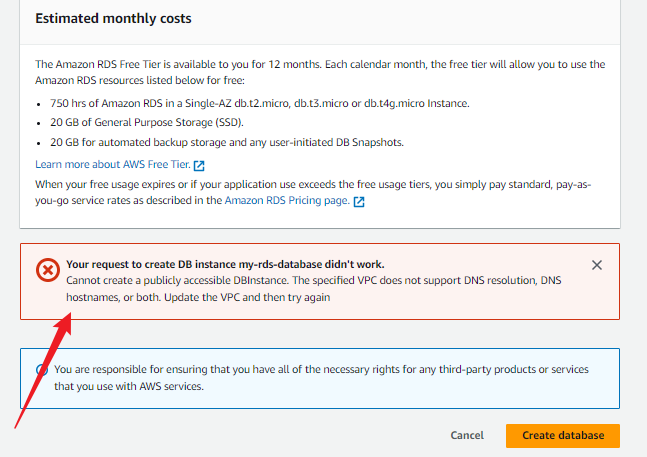 Estimated monthly costs
The Amazon RDS Free Tier is available to you for 12 months. Each calendar month, the free tier will allow you to use the
Amazon RDS resources listed below for free:
• 750 hrs of Amazon RDS in a Single-AZ db.t2.micro, db.t3.micro or db.t4g.micro Instance.
• 20 GB of General Purpose Storage (SSD).
• 20 GB for automated backup storage and any user-initiated DB Snapshots.
Learn more about AWS Free Tier.
When your free usage expires or if your application use exceeds the free usage tiers, you simply pay standard, pay-as-
you-go service rates as described in the Amazon RDS Pricing page.
Your request to create DB instance my-rds-database didn't work.
Cannot create a publicly accessible DBInstance. The specified VPC does not support DNS resolution, DNS
hostnames, or both. Update the VPC and then try again
You are responsible for ensuring that you have all of the necessary rights for any third-party products or services
that you use with AWS services.
Cancel
Create database